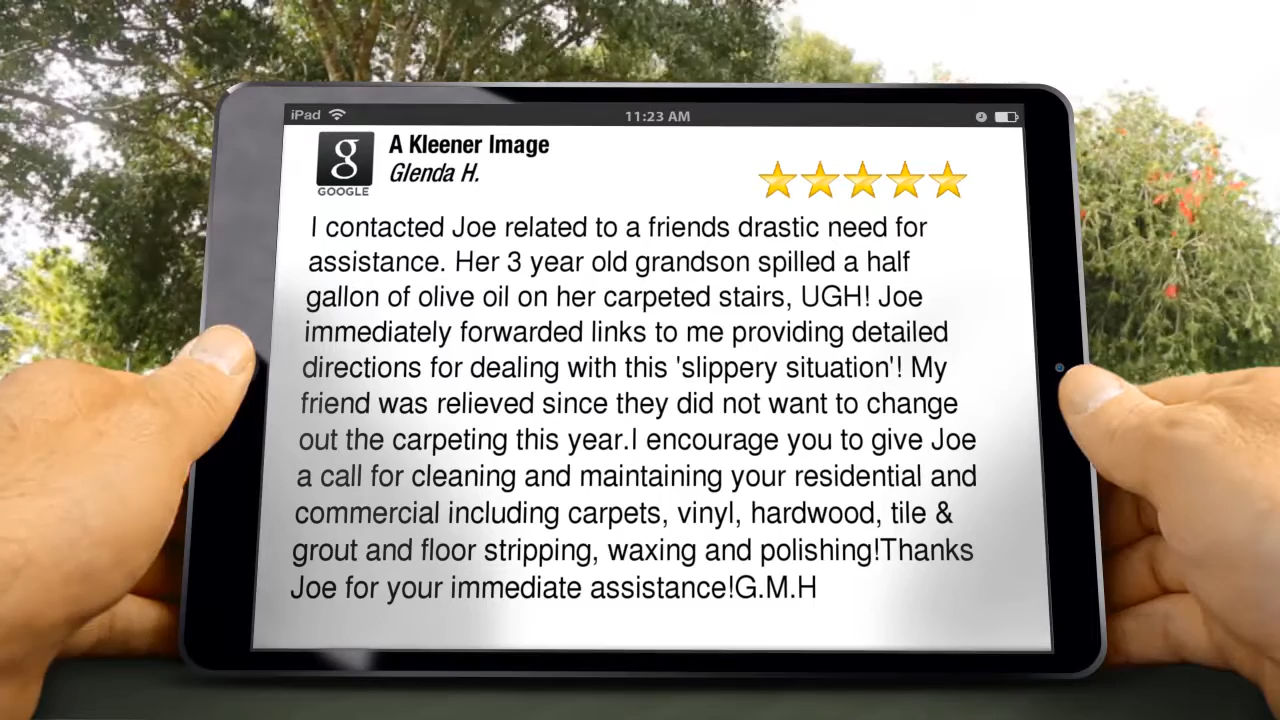 iPad
11:23 AM
g
GOOGLE
A Kleener Image
Glenda H.
I contacted Joe related to a friends drastic need for
assistance. Her 3 year old grandson spilled a half
gallon of olive oil on her carpeted stairs, UGH! Joe
immediately forwarded links to me providing detailed
directions for dealing with this 'slippery situation'! My
friend was relieved since they did not want to change
out the carpeting this year.I encourage you to give Joe
a call for cleaning and maintaining your residential and
commercial including carpets, vinyl, hardwood, tile &
grout and floor stripping, waxing and polishing!Thanks
Joe for your immediate assistance!G.M.H